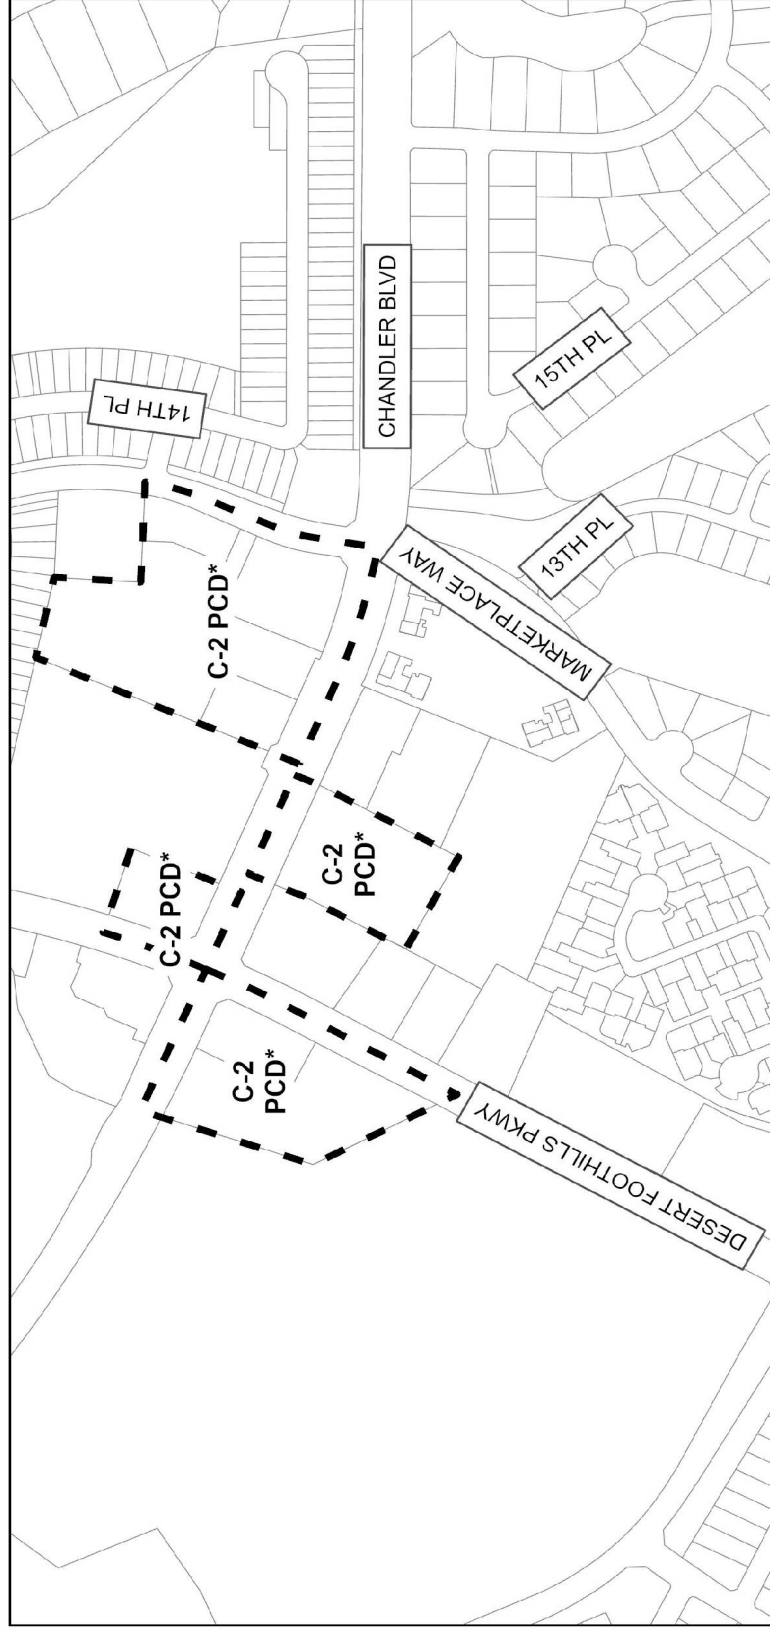 14TH PL
CHANDLER BLVD
15TH PL
13TH PL
MARKETPLACE WAY
C-2 PCD*
C-2 PCD*
C-2
PCD*
C-2
PCD*
DESERT FOOTHILLS PKWY